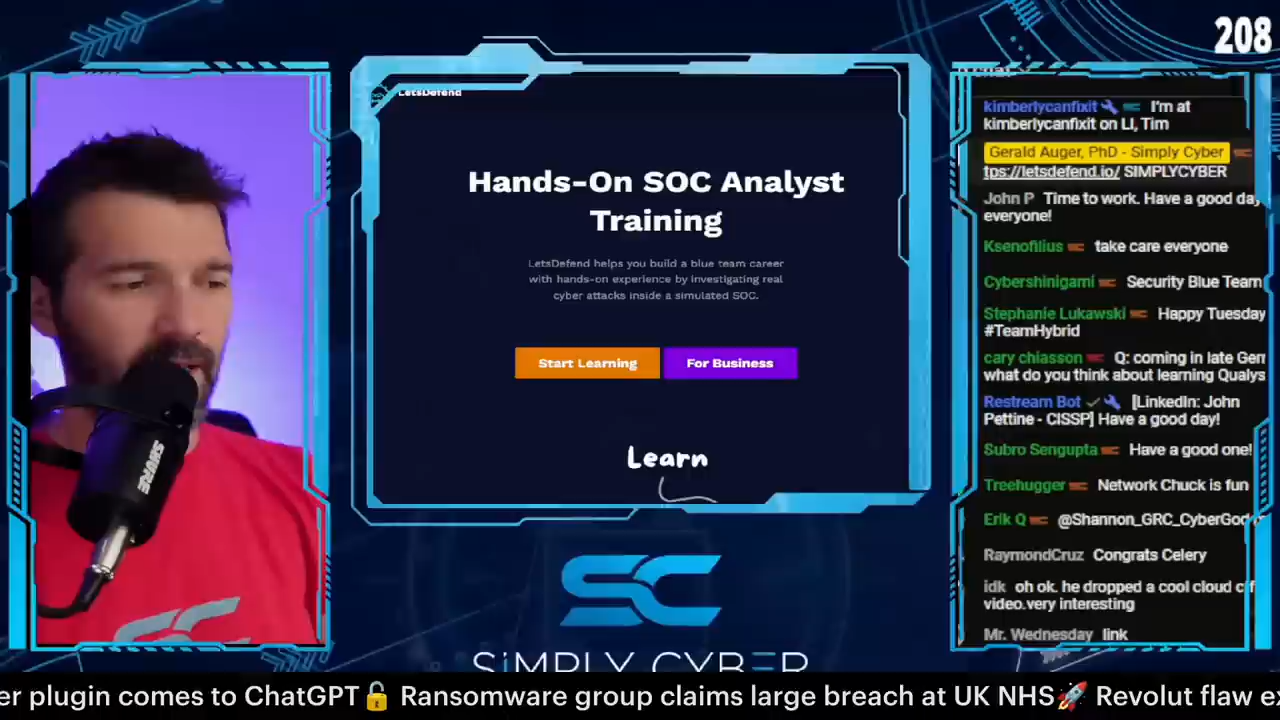 208
LetsDefend
Hands-On SOC Analyst
Training
LetsDefend helps you build a blue team career
with hands-on experience by investigating real
cyber attacks inside a simulated SOC.
Start Learning
For Business
Learn
SHURE
SC
SiMPLY CYBER
kimberlycanfixit I'm at
kimberlycanfixit on LI, Tim
Gerald Auger, PhD - Simply Cyber
tps://letsdefend.io/ SIMPLYCYBER
John P Time to work. Have a good day
everyone!
Ksenofilius take care everyone
Cybershinigami Security Blue Team
Stephanie Lukawski Happy Tuesday
#TeamHybrid
cary chiasson Q: coming in late Gerr
what do you think about learning Qualys
Restream Bot [LinkedIn: John
Pettine - CISSP] Have a good day!
Subro Sengupta Have a good one!
Treehugger Network Chuck is fun
Erik Q @Shannon_GRC_CyberGod
RaymondCruz Congrats Celery
idk oh ok. he dropped a cool cloud
video.very interesting
Mr. Wednesday link
er plugin comes to ChatGPT🔓 Ransomware group claims large breach at UK NHS🚀 Revolut flaw ex